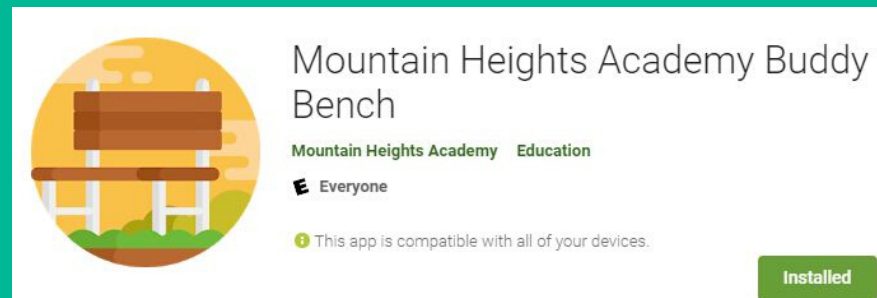 Mountain Heights Academy Buddy
Bench
Mountain Heights Academy Education
E Everyone
This app is compatible with all of your devices.
Installed